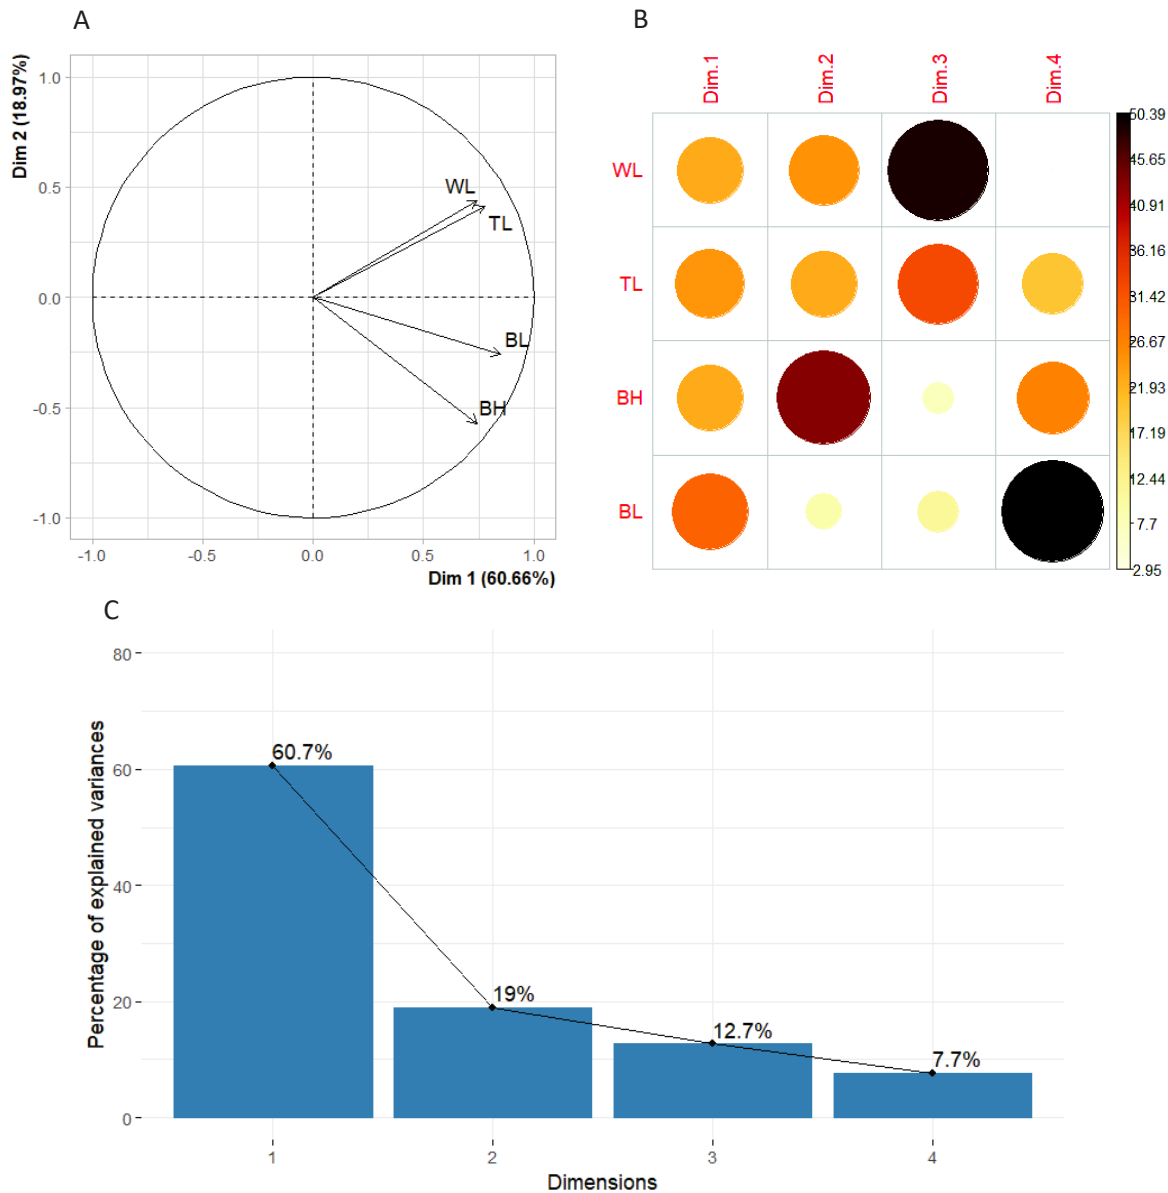 A
Dim 2 (18.97%)
1.0
0.5
0.0
-0.5
-1.0
WL
TL
BL
BH
-1.0 -0.5 0.0 0.5 1.0
Dim 1 (60.66%)
B
Dim.1 Dim.2 Dim.3 Dim.4
WL
TL
BH
BL
50.39
45.65
40.91
36.16
31.42
26.67
21.93
17.19
12.44
7.7
2.95
C
Percentage of explained variances
80
60
40
20
0
60.7%
19%
12.7%
7.7%
1 2 3 4
Dimensions